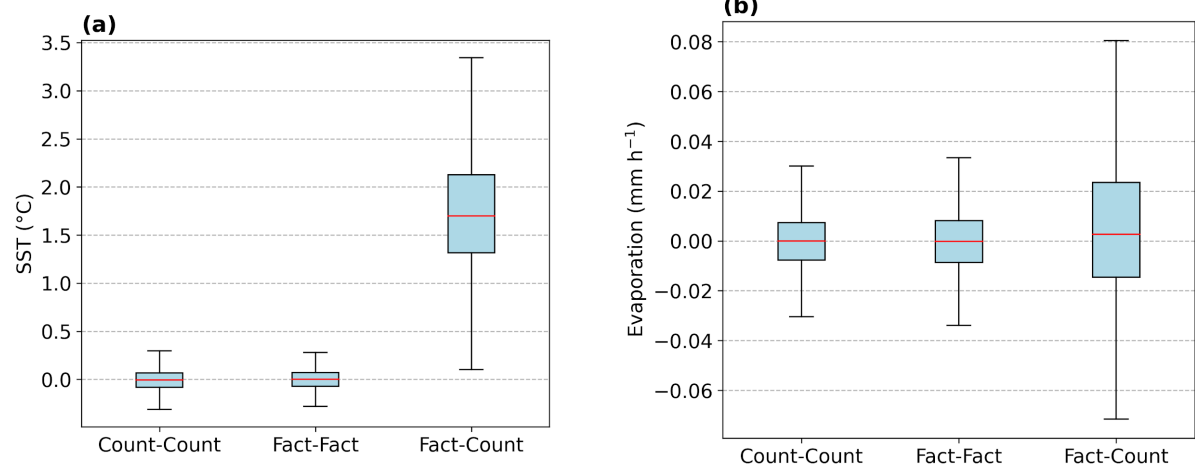 (a)
3.5
3.0
2.5
2.0
1.5
1.0
0.5
0.0
SST (°C)
Count-Count Fact-Fact Fact-Count
(b)
0.08
0.06
0.04
0.02
0.00
−0.02
−0.04
−0.06
Evaporation (mm h⁻¹)
Count-Count Fact-Fact Fact-Count